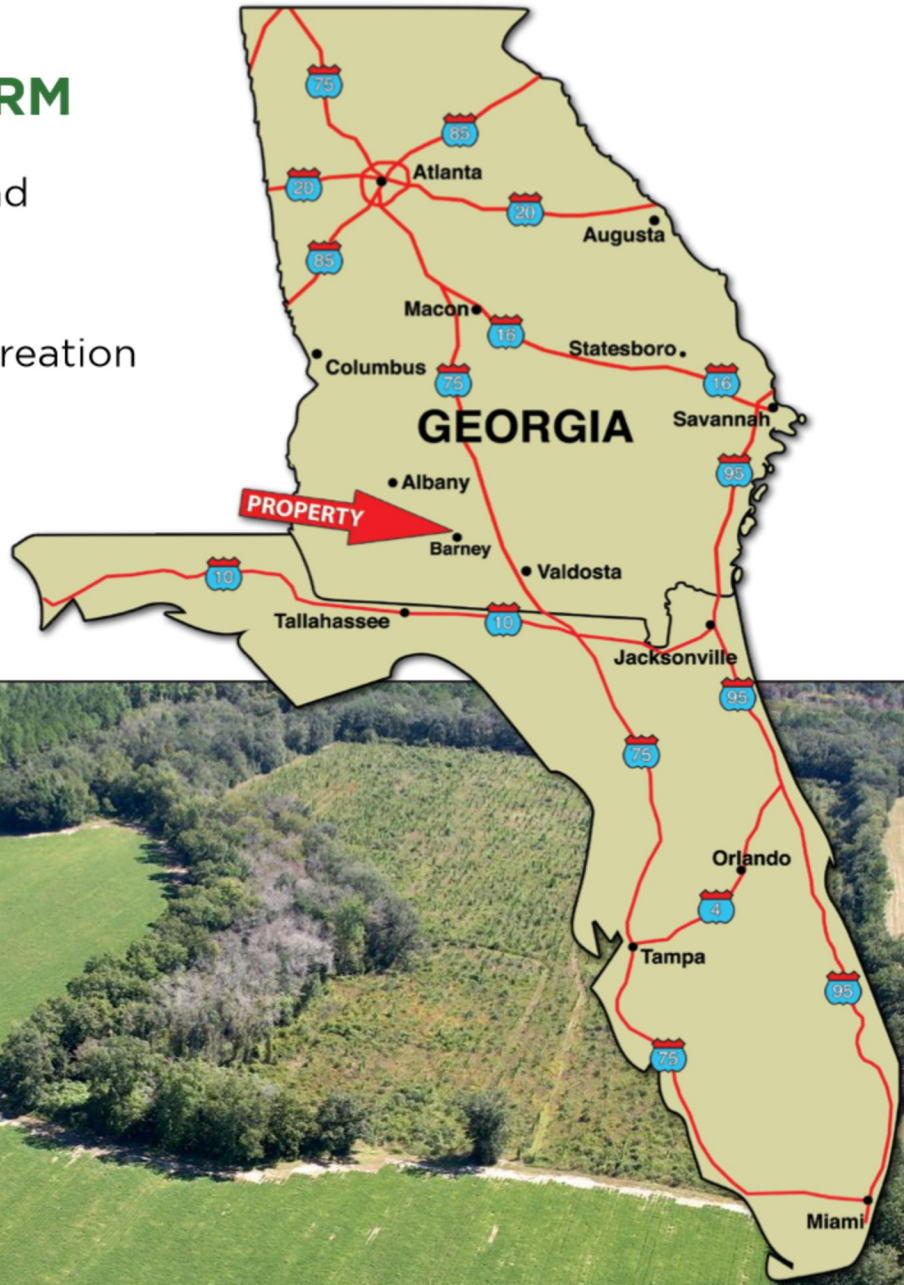 RM
75
85
Atlanta
20
nd
20
Augusta
85
Macon
16
reation
Statesboro
Columbus
75
16
GEORGIA
Savannah
95
Albany
PROPERTY
Barney
Valdosta
10
Tallahassee
10
Jacksonville
95
75
Orlando
4
Tampa
95
75
Miami